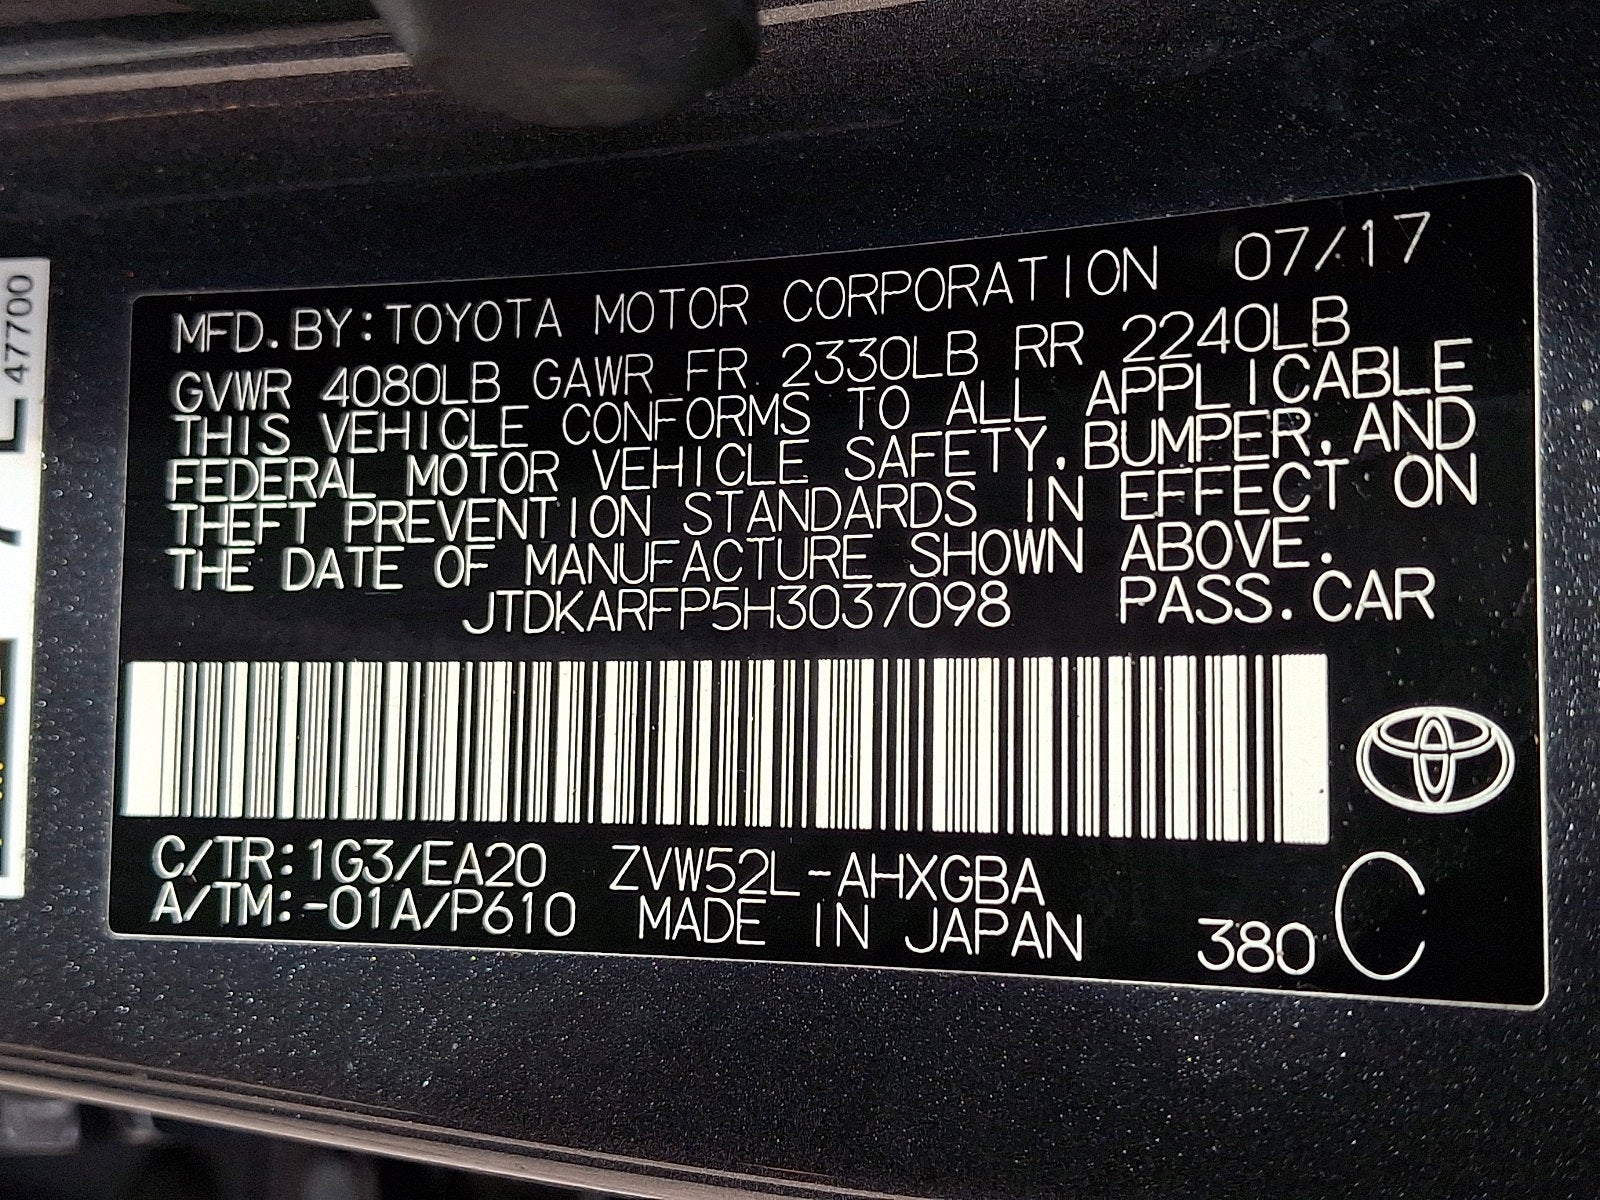 MFD.BY:TOYOTA MOTOR CORPORATION 07/17
GVWR 4080LB GAWR FR 2330LB RR 2240LB
THIS VEHICLE CONFORMS TO ALL APPLICABLE
FEDERAL MOTOR VEHICLE SAFETY,BUMPER,AND
THEFT PREVENTION STANDARDS IN EFFECT ON
THE DATE OF MANUFACTURE SHOWN ABOVE.
JTDKARFP5H3037098 PASS.CAR
C/TR:1G3/EA20 ZVW52L-AHXGBA
A/TM:-01A/P610 MADE IN JAPAN 380 C
47700